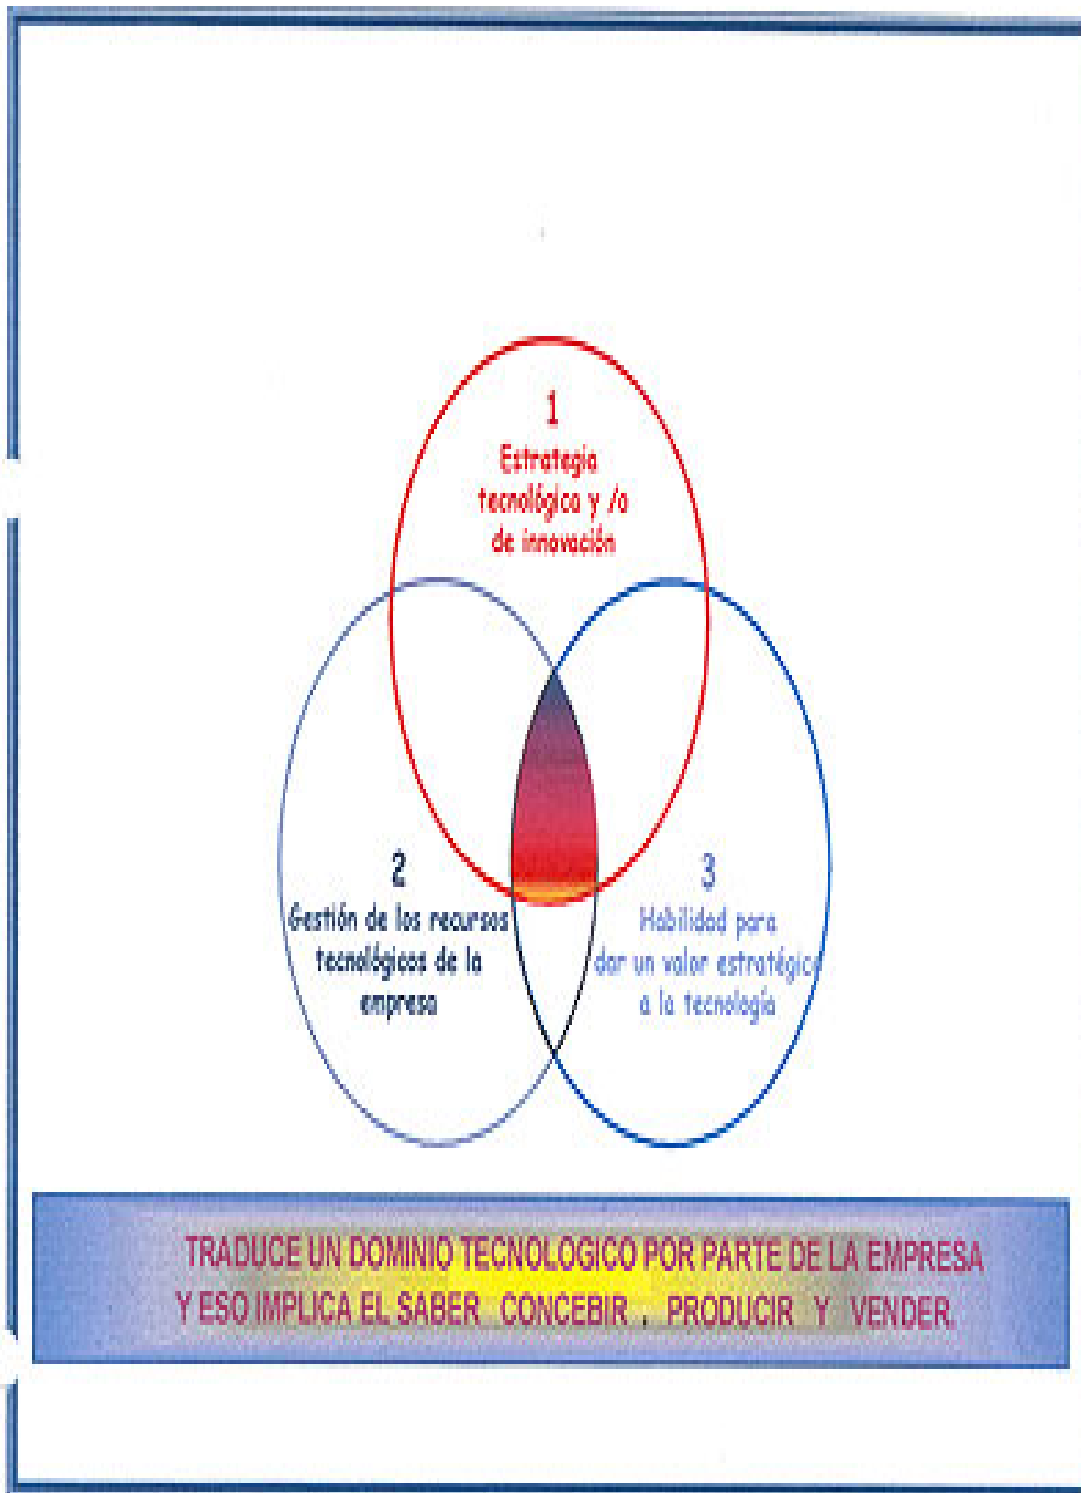 1
Estrategia
tecnológica y /o
de innovación
2
Gestión de los recursos
tecnológicos de la
empresa
3
Habilidad para
dar un valor estratégico
a la tecnología
TRADUCE UN DOMINIO TECNOLOGICO POR PARTE DE LA EMPRESA
Y ESO IMPLICA EL SABER CONCEBIR , PRODUCIR Y VENDER.